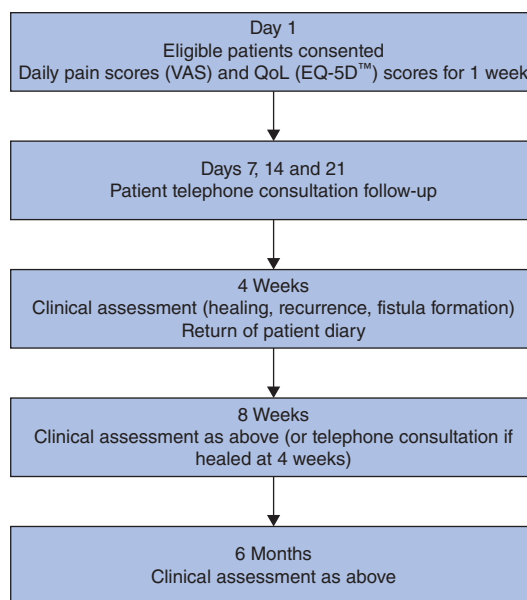 Day 1
Eligible patients consented
Daily pain scores (VAS) and QoL (EQ-5D™) scores for 1 week
Days 7, 14 and 21
Patient telephone consultation follow-up
4 Weeks
Clinical assessment (healing, recurrence, fistula formation)
Return of patient diary
8 Weeks
Clinical assessment as above (or telephone consultation if
healed at 4 weeks)
6 Months
Clinical assessment as above